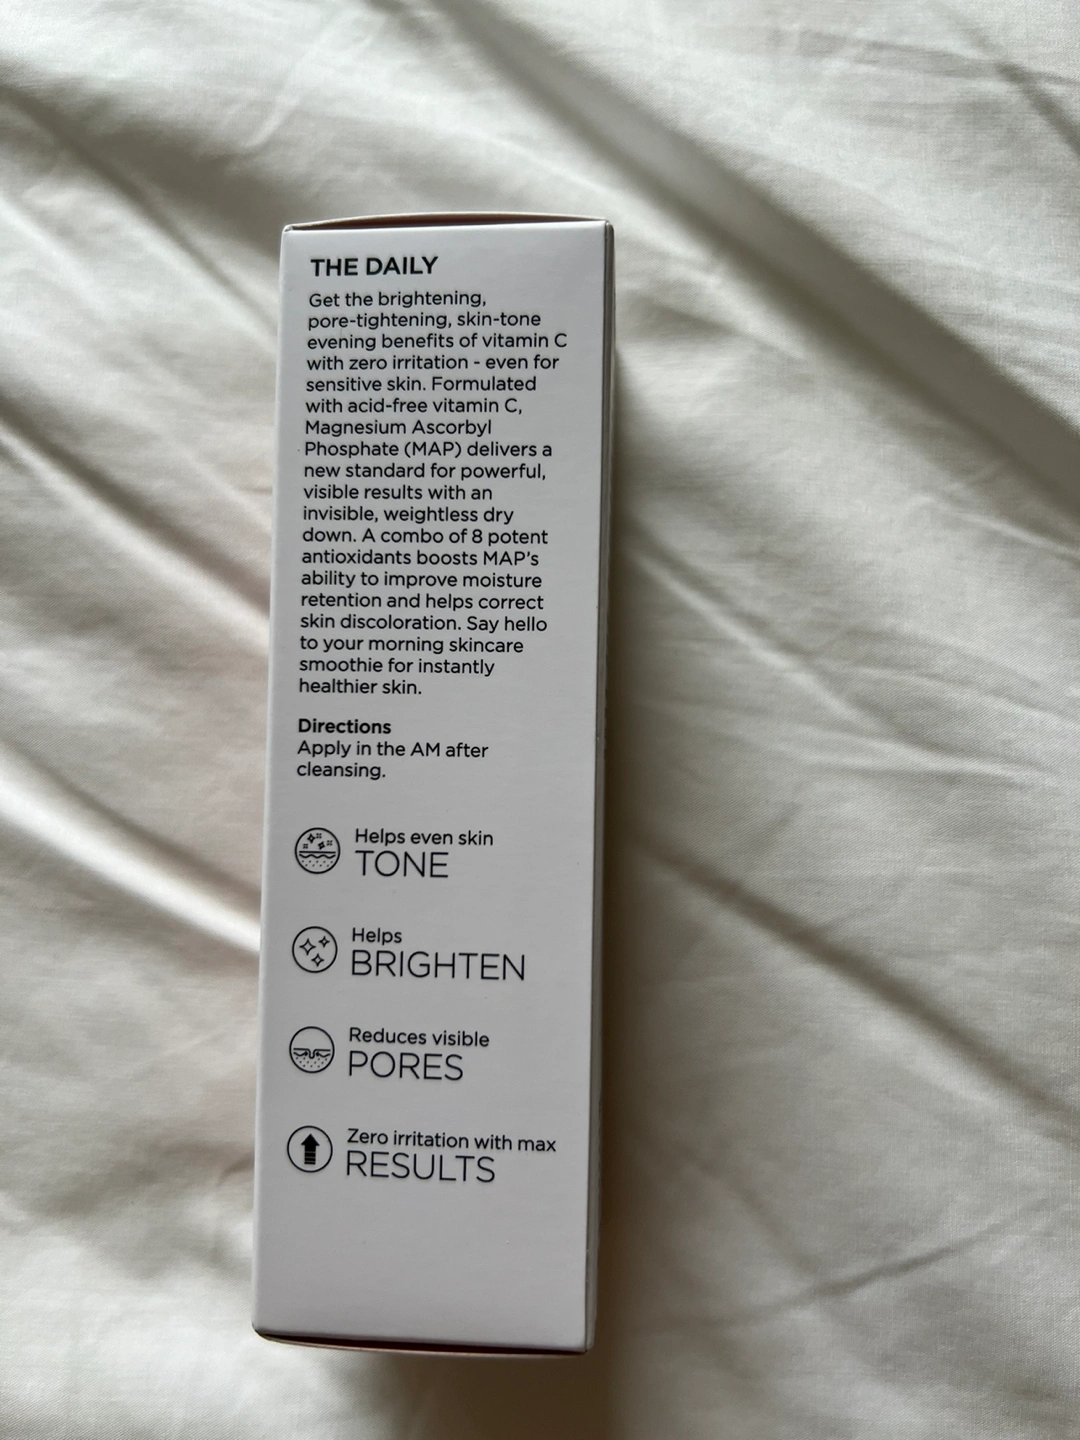 THE DAILY
Get the brightening,
pore-tightening, skin-tone
evening benefits of vitamin C
with zero irritation - even for
sensitive skin. Formulated
with acid-free vitamin C,
Magnesium Ascorbyl
Phosphate (MAP) delivers a
new standard for powerful,
visible results with an
invisible, weightless dry
down. A combo of 8 potent
antioxidants boosts MAP's
ability to improve moisture
retention and helps correct
skin discoloration. Say hello
to your morning skincare
smoothie for instantly
healthier skin.
Directions
Apply in the AM after
cleansing.
Helps even skin
TONE
Helps
BRIGHTEN
Reduces visible
PORES
Zero irritation with max
RESULTS